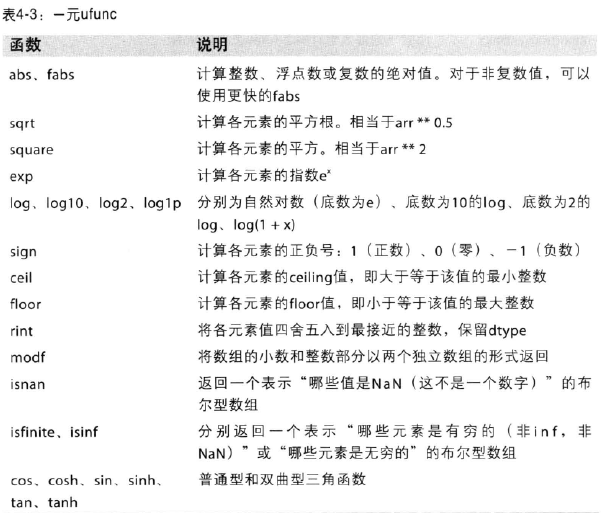 表4-3：一元ufunc
函数 说明
abs、fabs 计算整数、浮点数或复数的绝对值。对于非复数值，可以
使用更快的fabs
sqrt 计算各元素的平方根。相当于arr ** 0.5
square 计算各元素的平方。相当于arr ** 2
exp 计算各元素的指数eˣ
log、log10、log2、log1p 分别为自然对数（底数为e）、底数为10的log、底数为2的
log、log(1 + x)
sign 计算各元素的正负号：1（正数）、0（零）、－1（负数）
ceil 计算各元素的ceiling值，即大于等于该值的最小整数
floor 计算各元素的floor值，即小于等于该值的最大整数
rint 将各元素值四舍五入到最接近的整数，保留dtype
modf 将数组的小数和整数部分以两个独立数组的形式返回
isnan 返回一个表示“哪些值是NaN（这不是一个数字）”的布
尔型数组
isfinite、isinf 分别返回一个表示“哪些元素是有穷的（非inf，非
NaN）”或“哪些元素是无穷的”的布尔型数组
cos、cosh、sin、sinh、 普通型和双曲型三角函数
tan、tanh